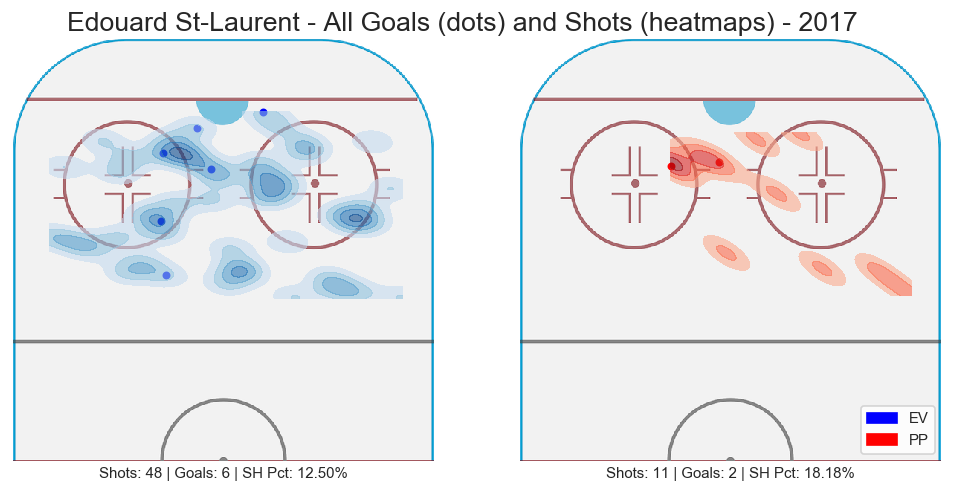 Edouard St-Laurent - All Goals (dots) and Shots (heatmaps) - 2017
EV
PP
Shots: 48 | Goals: 6 | SH Pct: 12.50%
Shots: 11 | Goals: 2 | SH Pct: 18.18%